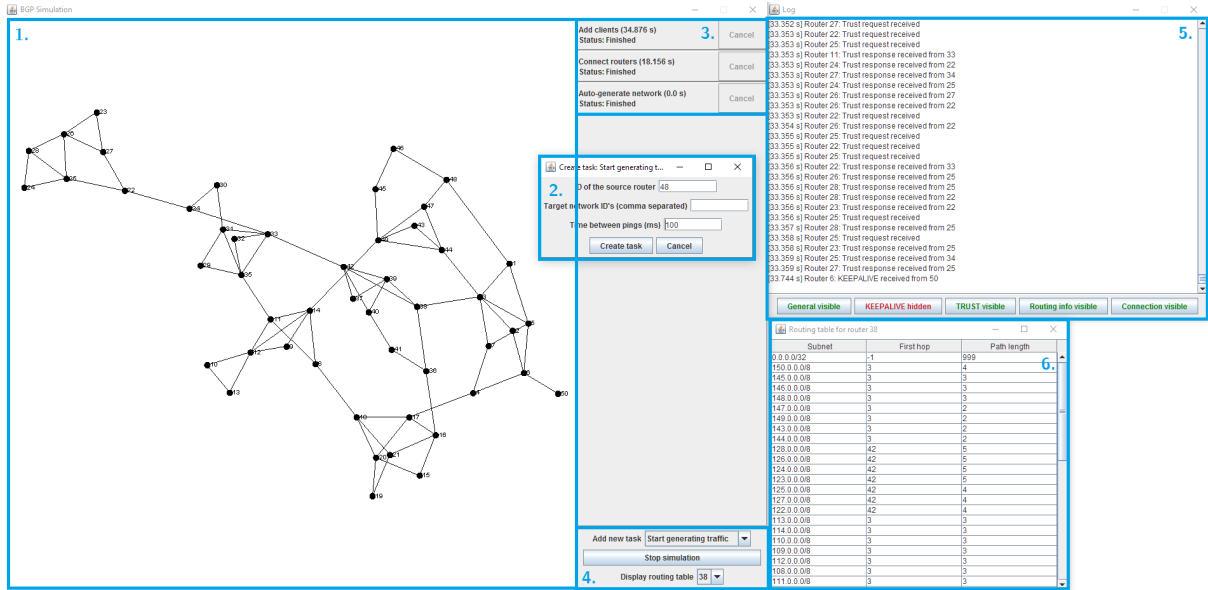 BGP Simulation
1.
23
26
28
27
24
25
22
30
34
31
32
33
29
35
46
48
45
47
43
44
42
39
37
40
38
1
3
5
2
7
6
4
50
11
14
12
9
8
10
13
41
36
17
16
20
21
15
19
3.
Add clients (34.876 s)
Status: Finished
Cancel
Connect routers (18.156 s)
Status: Finished
Cancel
Auto-generate network (0.0 s)
Status: Finished
Cancel
Create task: Start generating t...
2.
ID of the source router 48
Target network ID's (comma separated)
Time between pings (ms) 100
Create task Cancel
Add new task Start generating traffic
Stop simulation
4.
Display routing table 38
Log
5.
[33.352 s] Router 27: Trust request received
[33.353 s] Router 22: Trust request received
[33.353 s] Router 25: Trust request received
[33.353 s] Router 11: Trust response received from 33
[33.353 s] Router 24: Trust response received from 22
[33.353 s] Router 27: Trust response received from 34
[33.353 s] Router 24: Trust response received from 25
[33.353 s] Router 26: Trust response received from 27
[33.353 s] Router 26: Trust response received from 22
[33.353 s] Router 22: Trust request received
[33.354 s] Router 26: Trust response received from 22
[33.355 s] Router 25: Trust request received
[33.355 s] Router 22: Trust request received
[33.355 s] Router 25: Trust request received
[33.356 s] Router 22: Trust response received from 33
[33.356 s] Router 26: Trust response received from 25
[33.356 s] Router 28: Trust response received from 25
[33.356 s] Router 28: Trust response received from 22
[33.356 s] Router 23: Trust response received from 22
[33.356 s] Router 25: Trust request received
[33.357 s] Router 28: Trust response received from 25
[33.358 s] Router 25: Trust request received
[33.358 s] Router 23: Trust response received from 25
[33.359 s] Router 25: Trust response received from 34
[33.359 s] Router 27: Trust response received from 25
[33.744 s] Router 6: KEEPALIVE received from 50
General visible KEEPALIVE hidden TRUST visible Routing info visible Connection visible
Routing table for router 38
6.
Subnet First hop Path length
0.0.0.0/32 -1 999
150.0.0.0/8 3 4
145.0.0.0/8 3 3
146.0.0.0/8 3 3
148.0.0.0/8 3 3
147.0.0.0/8 3 2
149.0.0.0/8 3 2
143.0.0.0/8 3 2
144.0.0.0/8 3 2
128.0.0.0/8 42 5
126.0.0.0/8 42 5
124.0.0.0/8 42 5
123.0.0.0/8 42 5
125.0.0.0/8 42 4
127.0.0.0/8 42 4
122.0.0.0/8 42 4
113.0.0.0/8 3 3
114.0.0.0/8 3 3
110.0.0.0/8 3 3
109.0.0.0/8 3 3
112.0.0.0/8 3 3
108.0.0.0/8 3 3
111.0.0.0/8 3 3